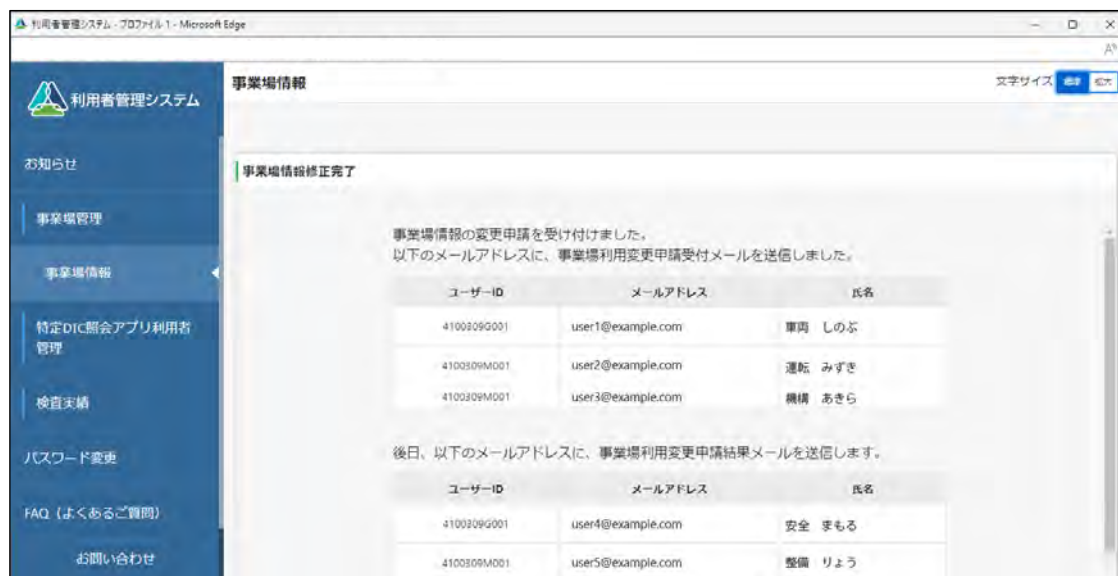 利用者管理システム - プロファイル 1 - Microsoft Edge
利用者管理システム
事業場情報
文字サイズ 標準 拡大
お知らせ
事業場管理
事業場情報
特定DTC照会アプリ利用者
管理
検査実績
パスワード変更
FAQ（よくあるご質問）
お問い合わせ
事業場情報修正完了
事業場情報の変更申請を受け付けました。
以下のメールアドレスに、事業場利用変更申請受付メールを送信しました。
ユーザーID メールアドレス 氏名
4100309G001 user1@example.com 車両　しのぶ
4100309M001 user2@example.com 運転　みずき
4100309M001 user3@example.com 機構　あきら
後日、以下のメールアドレスに、事業場利用変更申請結果メールを送信します。
ユーザーID メールアドレス 氏名
4100309G001 user4@example.com 安全　まもる
4100309M001 user5@example.com 整備　りょう